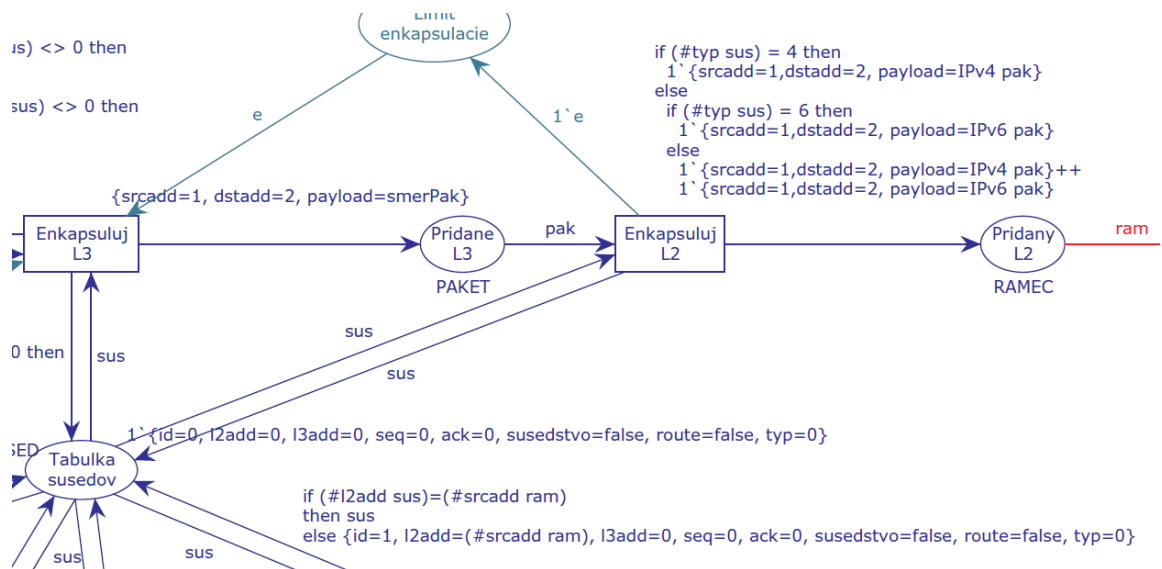 Limit
enkapsulacie
us) <> 0 then
sus) <> 0 then
if (#typ sus) = 4 then
1`{srcadd=1,dstadd=2, payload=IPv4 pak}
else
if (#typ sus) = 6 then
1`{srcadd=1,dstadd=2, payload=IPv6 pak}
else
1`{srcadd=1,dstadd=2, payload=IPv4 pak}++
1`{srcadd=1,dstadd=2, payload=IPv6 pak}
e
1`e
{srcadd=1, dstadd=2, payload=smerPak}
Enkapsuluj
L3
Pridane
L3
PAKET
pak
Enkapsuluj
L2
Pridany
L2
RAMEC
ram
0 then
sus
sus
sus
1`{id=0, l2add=0, l3add=0, seq=0, ack=0, susedstvo=false, route=false, typ=0}
SED
Tabulka
susedov
if (#l2add sus)=(#srcadd ram)
then sus
else {id=1, l2add=(#srcadd ram), l3add=0, seq=0, ack=0, susedstvo=false, route=false, typ=0}
sus
sus